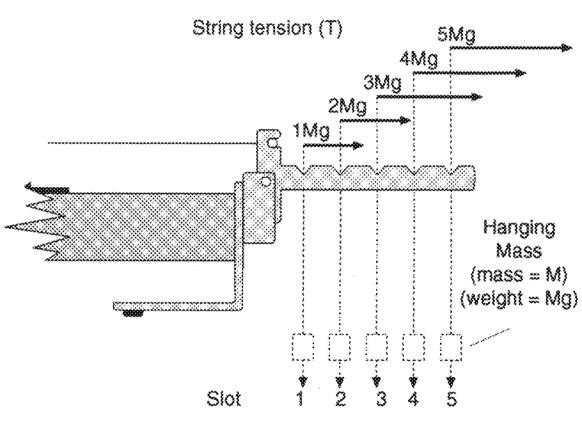 String tension (T)
5Mg
4Mg
3Mg
2Mg
1Mg
Hanging
Mass
(mass = M)
(weight = Mg)
Slot 1 2 3 4 5